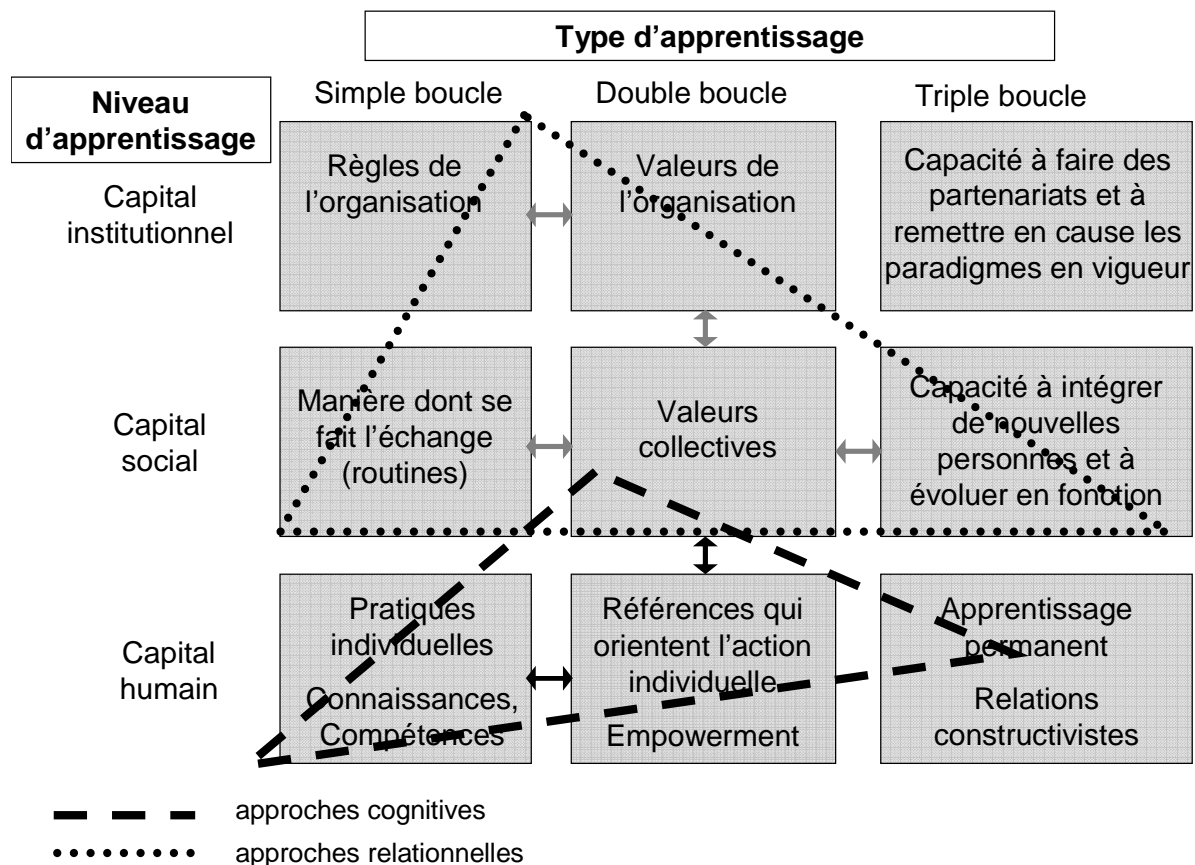 Type d'apprentissage
Niveau
d'apprentissage
Simple boucle
Double boucle
Triple boucle
Capital
institutionnel
Règles de
l'organisation
Valeurs de
l'organisation
Capacité à faire des
partenariats et à
remettre en cause les
paradigmes en vigueur
Capital
social
Manière dont se
fait l'échange
(routines)
Valeurs
collectives
Capacité à intégrer
de nouvelles
personnes et à
évoluer en fonction
Capital
humain
Pratiques
individuelles
Connaissances,
Compétences
Références qui
orientent l'action
individuelle
Empowerment
Apprentissage
permanent
Relations
constructivistes
approches cognitives
approches relationnelles